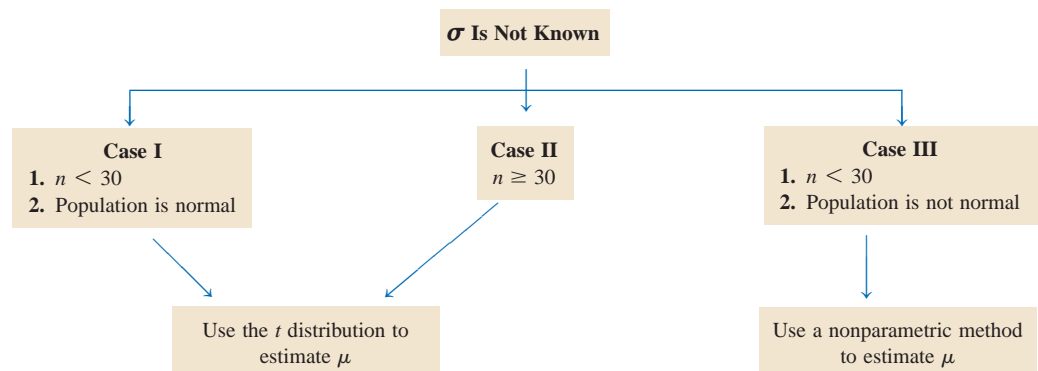 σ Is Not Known
Case I
1. n < 30
2. Population is normal
Case II
n ≥ 30
Case III
1. n < 30
2. Population is not normal
Use the t distribution to
estimate μ
Use a nonparametric method
to estimate μ